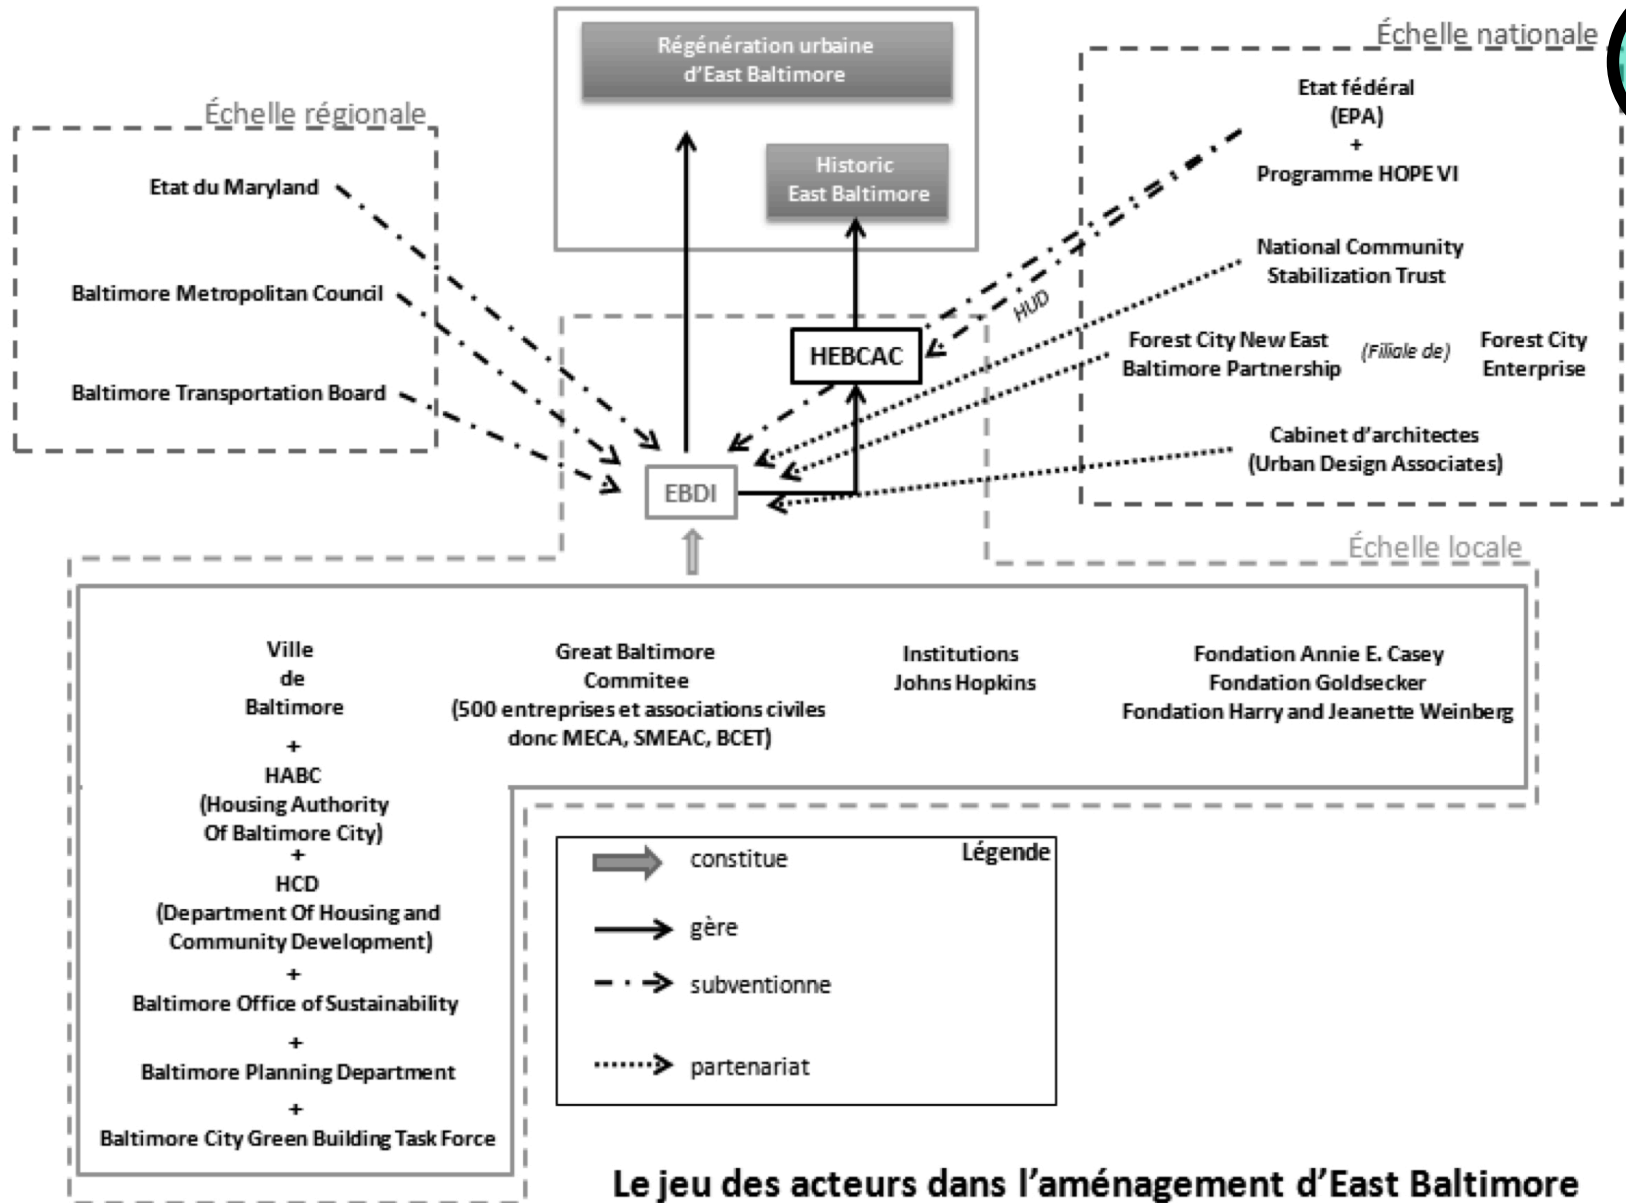 Régénération urbaine
d'East Baltimore
Historic
East Baltimore
Échelle régionale
Etat du Maryland
Baltimore Metropolitan Council
Baltimore Transportation Board
Échelle nationale
Etat fédéral
(EPA)
+
Programme HOPE VI
National Community
Stabilization Trust
HUD
Forest City New East
Baltimore Partnership
(Filiale de)
Forest City
Enterprise
Cabinet d'architectes
(Urban Design Associates)
HEBCAC
EBDI
Échelle locale
Ville
de
Baltimore
+
HABC
(Housing Authority
Of Baltimore City)
+
HCD
(Department Of Housing and
Community Development)
+
Baltimore Office of Sustainability
+
Baltimore Planning Department
+
Baltimore City Green Building Task Force
Great Baltimore
Commitee
(500 entreprises et associations civiles
donc MECA, SMEAC, BCET)
Institutions
Johns Hopkins
Fondation Annie E. Casey
Fondation Goldsecker
Fondation Harry and Jeanette Weinberg
Légende
constitue
gère
subventionne
partenariat
Le jeu des acteurs dans l'aménagement d'East Baltimore